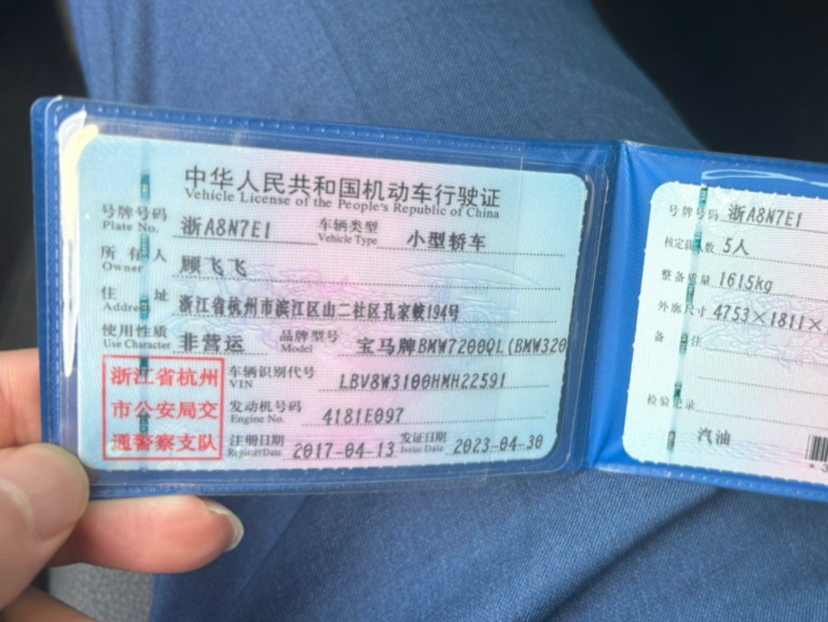 中华人民共和国机动车行驶证
Vehicle License of the People's Republic of China
号牌号码 浙A8N7E1 车辆类型 小型轿车
Plate No. Vehicle Type
所有人 顾飞飞
Owner
住址 浙江省杭州市滨江区山二社区孔家 194号
Address
使用性质 非营运 品牌型号 宝马牌BMW7200QL(BMW320
Use Character Model
浙江省杭州
市公安局交
通警察支队
车辆识别代号 LBV8W3100HMH22591
VIN
发动机号码 4181E097
Engine No.
注册日期 2017-04-13 发证日期 2023-04-30
Register Date Issue Date
号牌号码 浙A8N7E1
核定载人数 5人
整备质量 1615kg
外廓尺寸 4753×1811×
备注
检验记录
汽油